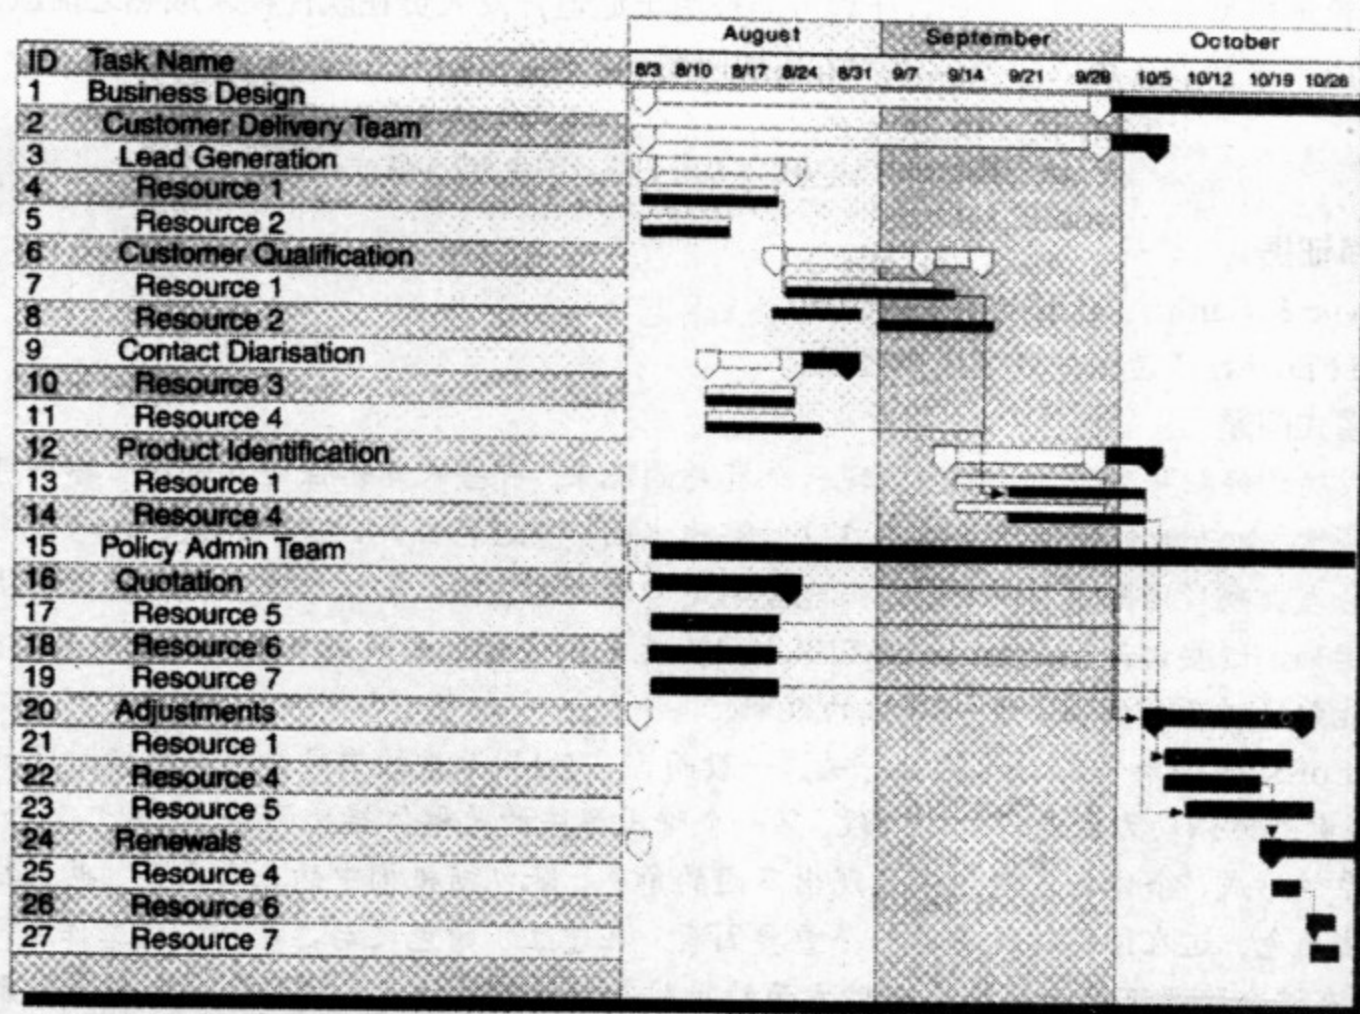 August September October
ID Task Name 8/3 8/10 8/17 8/24 8/31 9/7 9/14 9/21 9/28 10/5 10/12 10/19 10/26
1 Business Design
2 Customer Delivery Team
3 Lead Generation
4 Resource 1
5 Resource 2
6 Customer Qualification
7 Resource 1
8 Resource 2
9 Contact Diarisation
10 Resource 3
11 Resource 4
12 Product Identification
13 Resource 1
14 Resource 4
15 Policy Admin Team
16 Quotation
17 Resource 5
18 Resource 6
19 Resource 7
20 Adjustments
21 Resource 1
22 Resource 4
23 Resource 5
24 Renewals
25 Resource 4
26 Resource 6
27 Resource 7